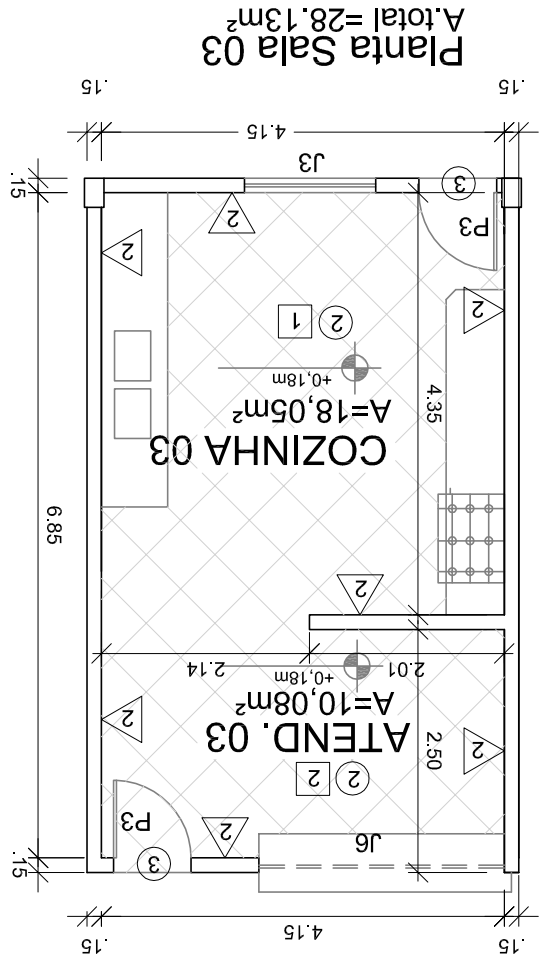 .15 4.15 .15
.15
3
J6
P3
2
2 2
2
2.50
ATEND. 03
2
A=10,08m²
+0,18m
2.01 2.14
2
6.85
COZINHA 03
A=18,05m²
4.35
+0,18m
2 1
2
2
P3
2
3
.15
J3
4.15
.15 .15
Planta Sala 03
A.total =28.13m²